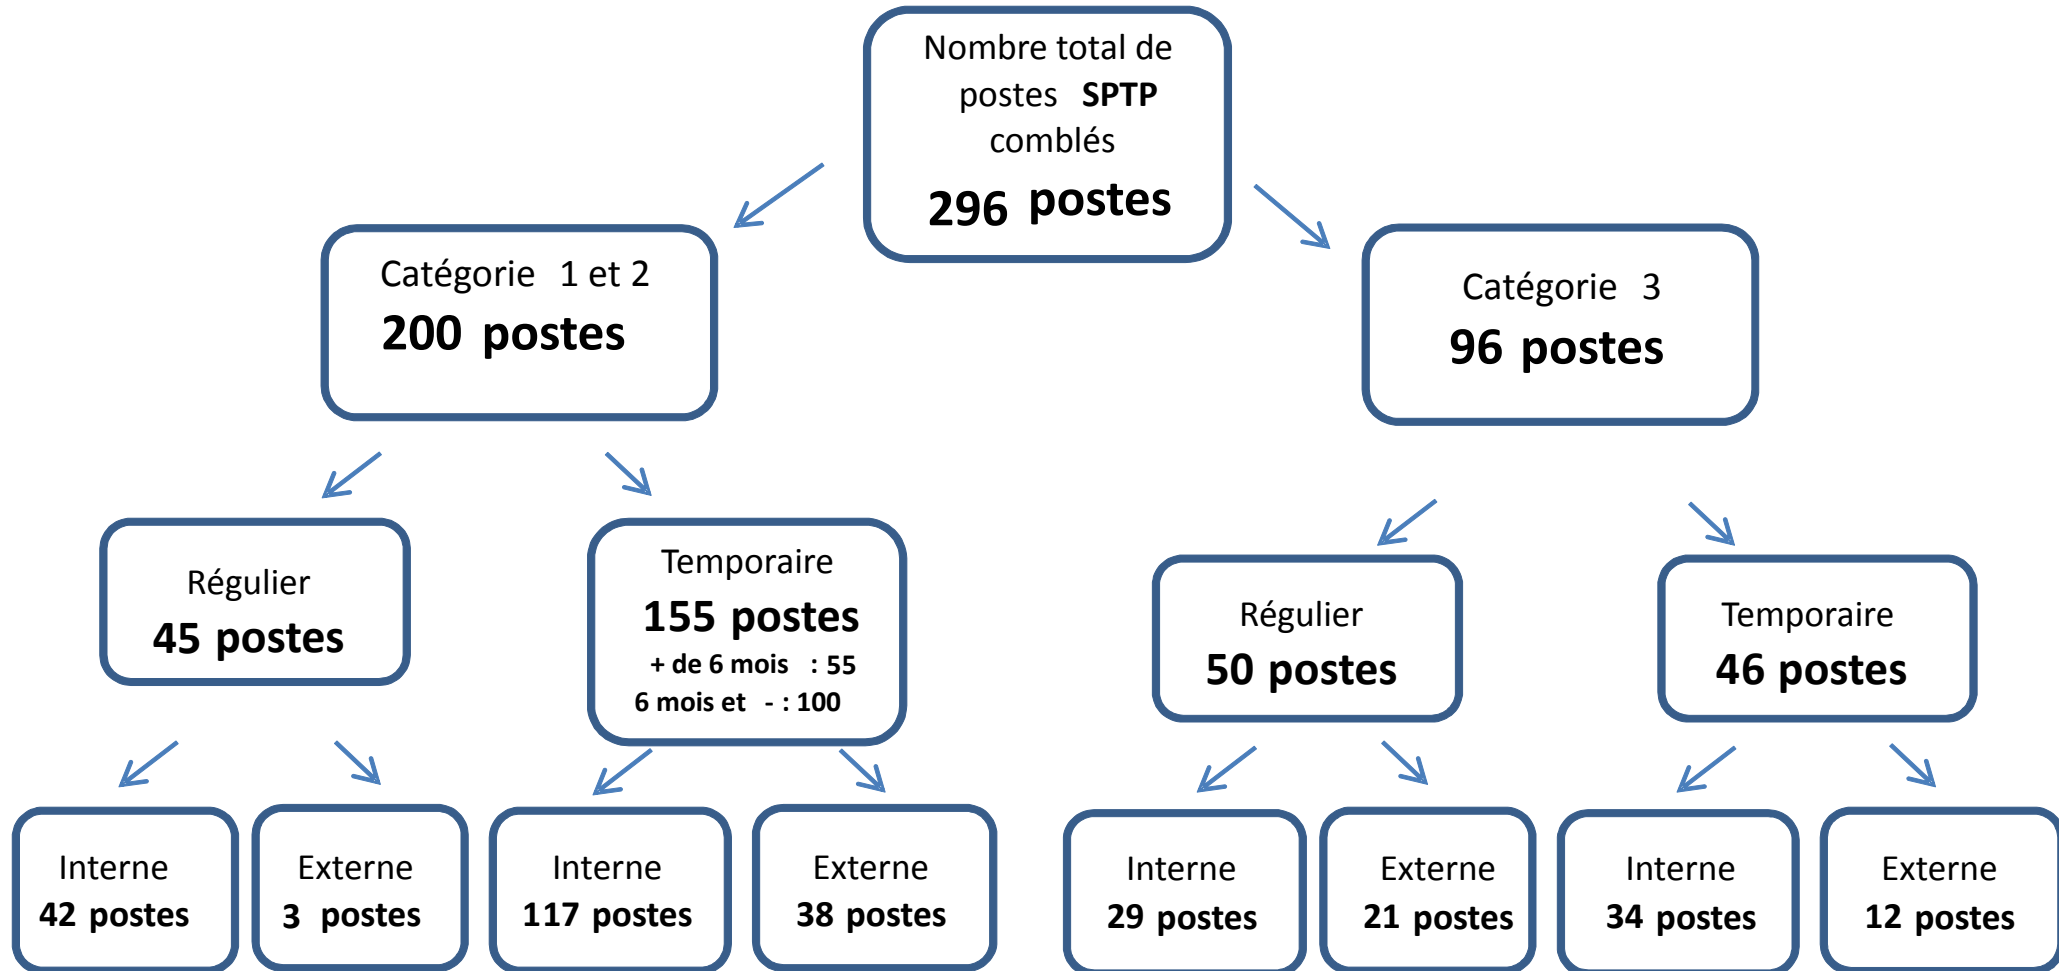 Nombre total de
postes SPTP
comblés
296 postes
Catégorie 1 et 2
200 postes
Catégorie 3
96 postes
Régulier
45 postes
Temporaire
155 postes
+ de 6 mois : 55
6 mois et - : 100
Régulier
50 postes
Temporaire
46 postes
Interne
42 postes
Externe
3 postes
Interne
117 postes
Externe
38 postes
Interne
29 postes
Externe
21 postes
Interne
34 postes
Externe
12 postes